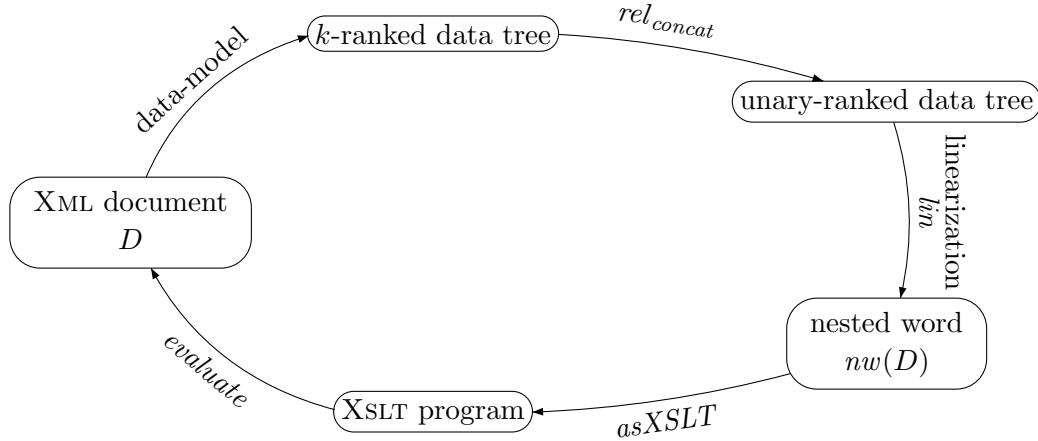 k-ranked data tree
rel_concat
data-model
unary-ranked data tree
linearization
lin
XML document
D
nested word
nw(D)
evaluate
XSLT program
asXSLT